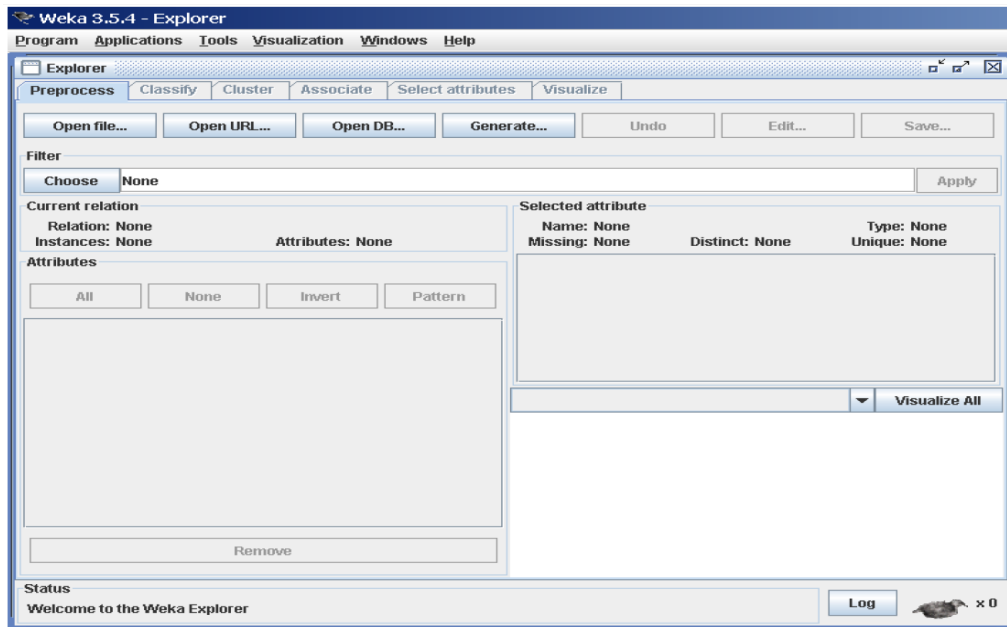 Weka 3.5.4 - Explorer
Program Applications Tools Visualization Windows Help
Explorer
Preprocess Classify Cluster Associate Select attributes Visualize
Open file... Open URL... Open DB... Generate... Undo Edit... Save...
Filter
Choose None Apply
Current relation
Relation: None
Instances: None Attributes: None
Attributes
All None Invert Pattern
Remove
Selected attribute
Name: None Type: None
Missing: None Distinct: None Unique: None
Visualize All
Status
Welcome to the Weka Explorer
Log x 0